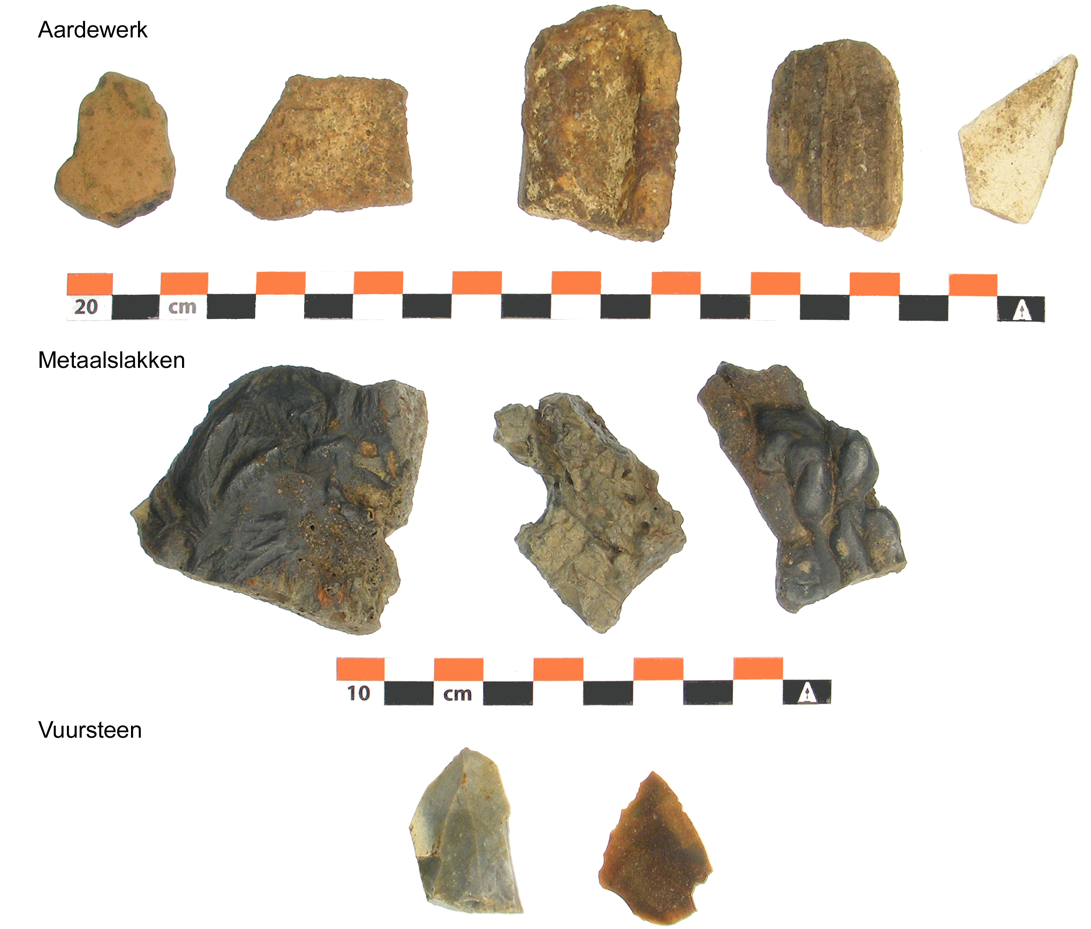 Aardewerk
20 cm
Metaalslakken
10 cm
Vuursteen